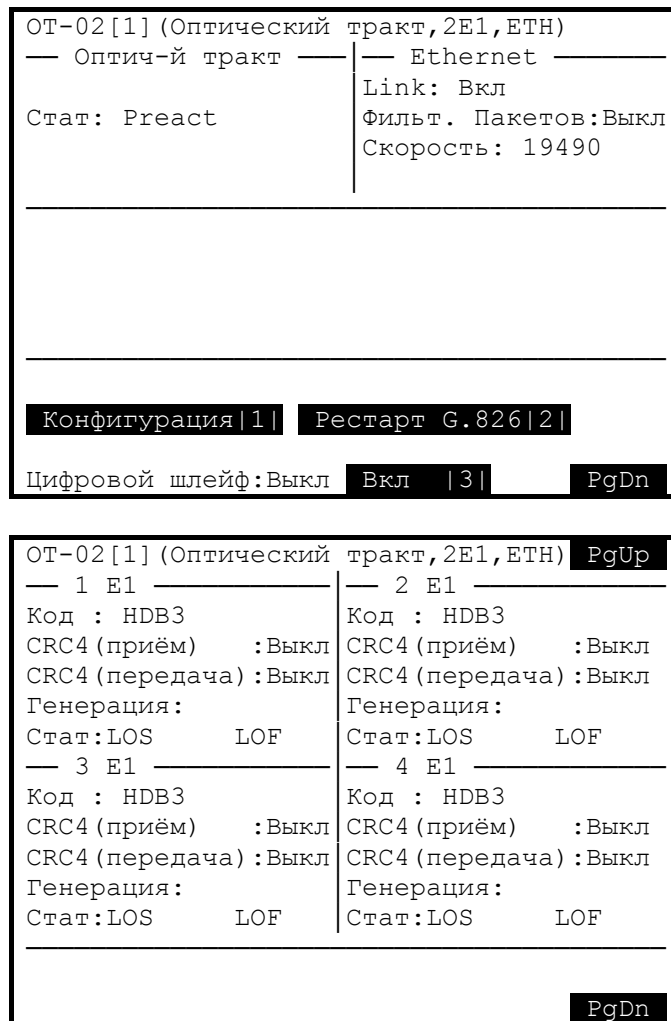 ОТ-02[1](Оптический тракт,2E1,ETH)
Оптич-й тракт | Ethernet
Link: Вкл
Стат: Preact | Фильт. Пакетов:Выкл
Скорость: 19490
Конфигурация|1| Рестарт G.826|2|
Цифровой шлейф:Выкл Вкл |3| PgDn
ОТ-02[1](Оптический тракт,2E1,ETH) PgUp
1 E1 | 2 E1
Код : HDB3 | Код : HDB3
CRC4(приём) :Выкл | CRC4(приём) :Выкл
CRC4(передача):Выкл | CRC4(передача):Выкл
Генерация: | Генерация:
Стат:LOS LOF | Стат:LOS LOF
3 E1 | 4 E1
Код : HDB3 | Код : HDB3
CRC4(приём) :Выкл | CRC4(приём) :Выкл
CRC4(передача):Выкл | CRC4(передача):Выкл
Генерация: | Генерация:
Стат:LOS LOF | Стат:LOS LOF
PgDn